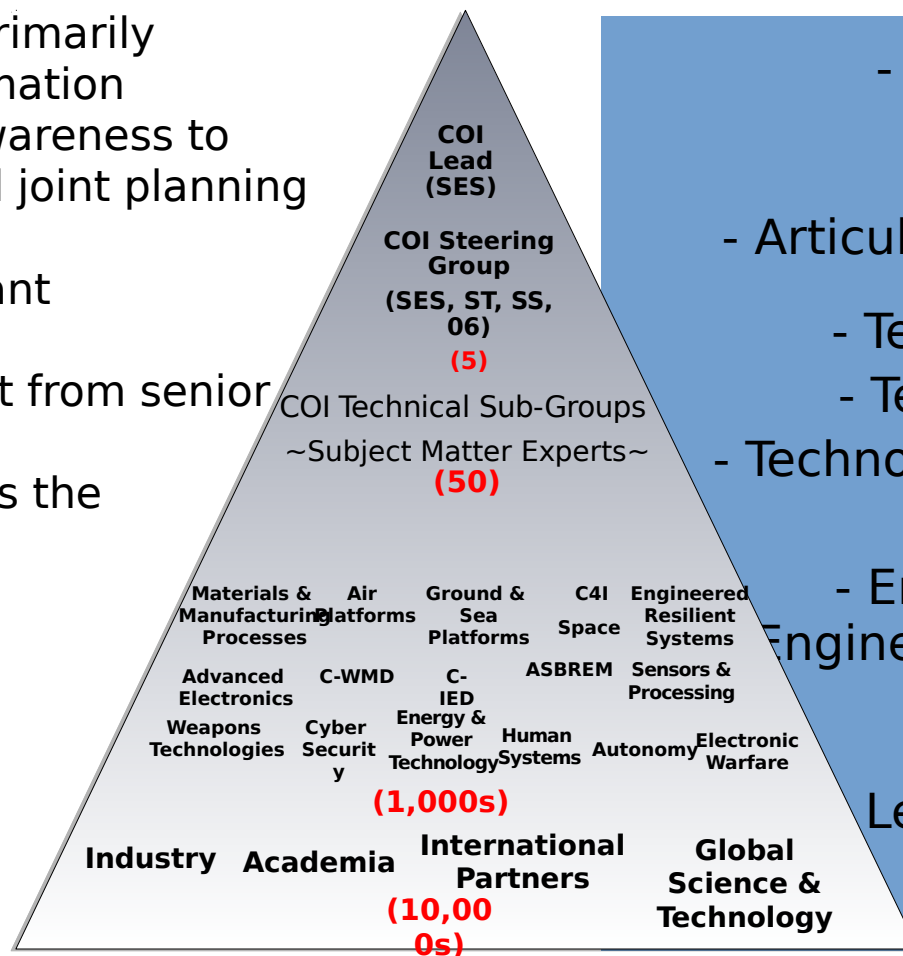 rimarily
mation
wareness to
d joint planning
ant
t from senior
s the
COI
Lead
(SES)
COI Steering
Group
(SES, ST, SS,
06)
(5)
COI Technical Sub-Groups
~Subject Matter Experts~
(50)
Materials &
Manufacturing
Processes
Air
Platforms
Ground &
Sea
Platforms
C4I
Space
Engineered
Resilient
Systems
Advanced
Electronics
C-WMD
C-
IED
ASBREM
Sensors &
Processing
Weapons
Technologies
Cyber
Securit
y
Energy &
Power
Technology
Human
Systems
Autonomy
Electronic
Warfare
(1,000s)
Industry
Academia
International
Partners
Global
Science &
Technology
(10,00
0s)
-
- Articul
- Te
- Te
- Techno
- En
Engine
Le